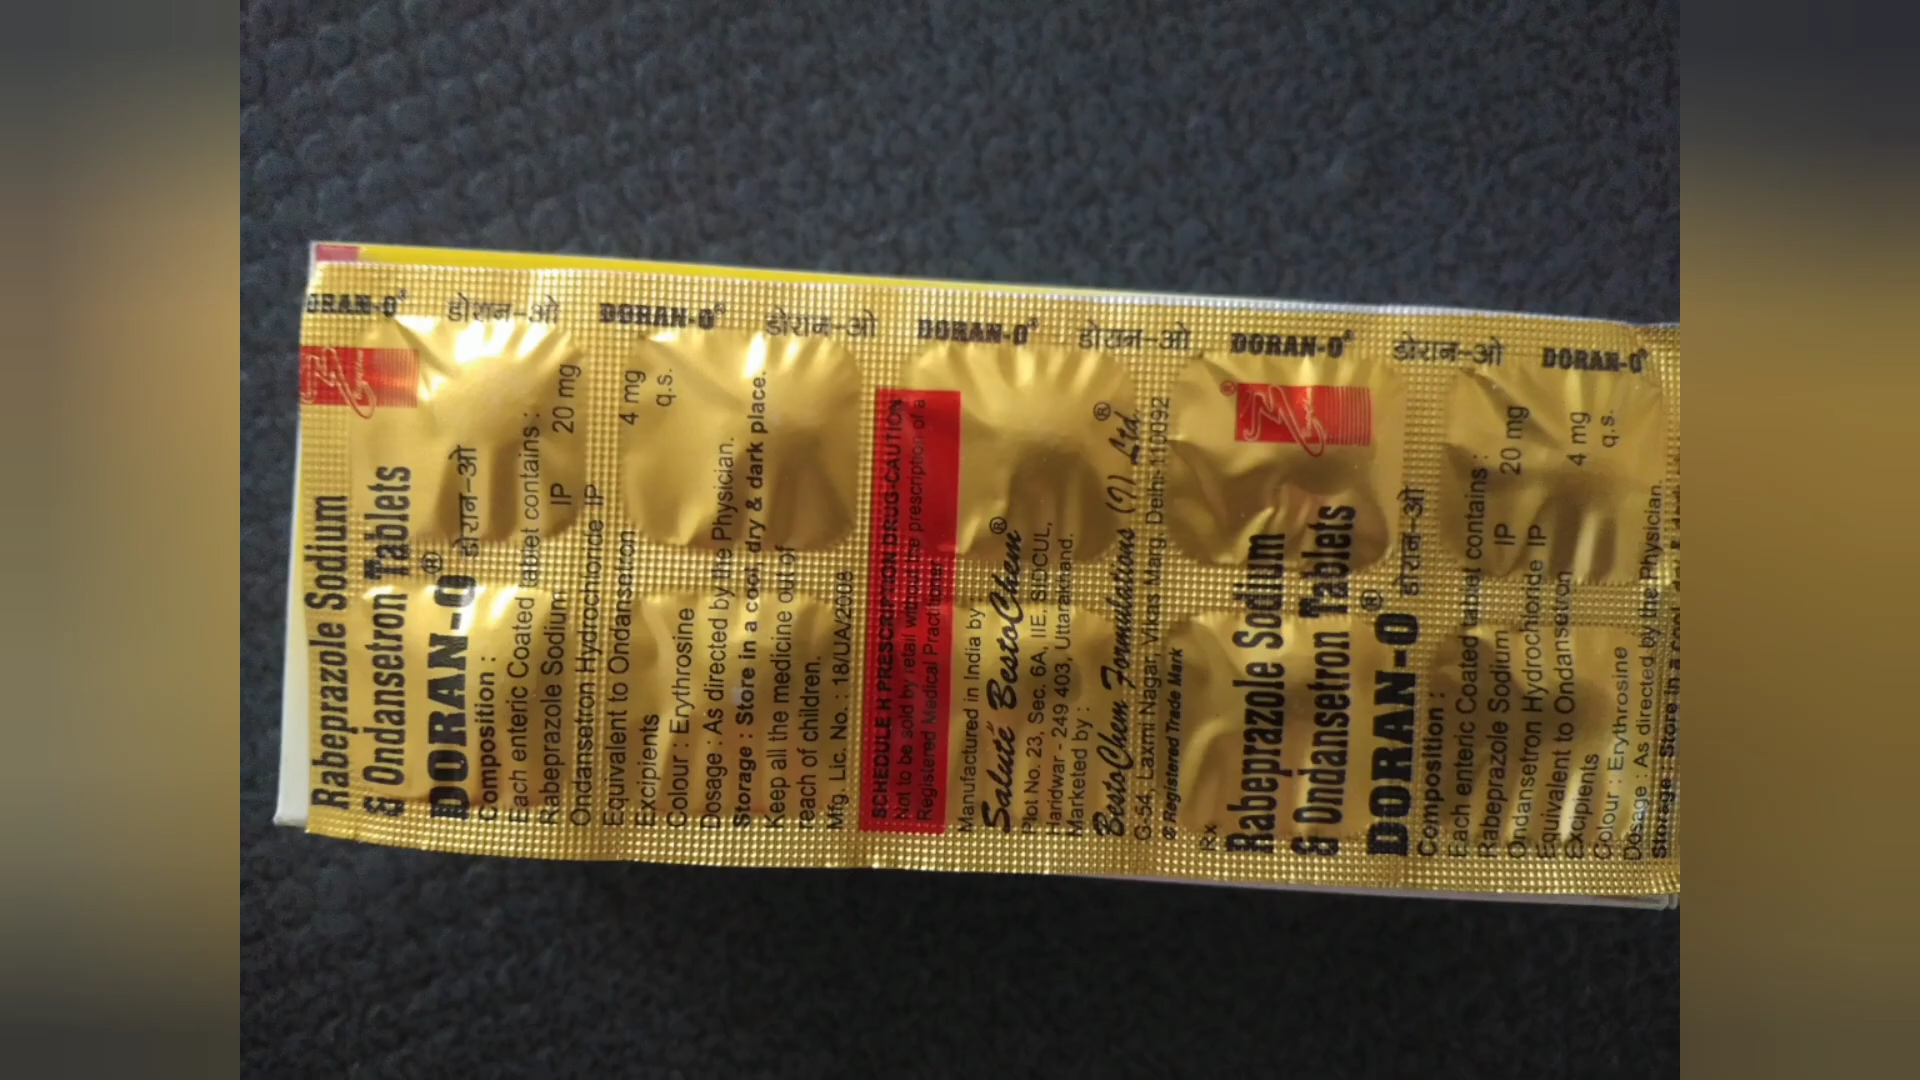 DORAN-O® डोरान-ओ DORAN-O® डोरान-ओ DORAN-O® डोरान-ओ DORAN-O® डोरान-ओ DORAN-O®
Rabeprazole Sodium
& Ondansetron Tablets
DORAN-O® डोरान-ओ
Composition :
Each enteric Coated tablet contains :
Rabeprazole Sodium IP 20 mg
Ondansetron Hydrochloride IP
Equivalent to Ondansetron 4 mg
Excipients q.s.
Colour : Erythrosine
Dosage : As directed by the Physician.
Storage : Store in a cool, dry & dark place.
Keep all the medicine out of
reach of children.
Mfg. Lic. No. : 18/UA/2008
SCHEDULE H PRESCRIPTION DRUG-CAUTION
Not to be sold by retail without the prescription of a
Registered Medical Practitioner
Manufactured in India by :
Salute BestoChem®
Plot No. 23, Sec. 6A, IIE. SIDCUL,
Haridwar - 249 403, Uttarakhand.
Marketed by :
BestoChem Formulations (I) Ltd.®
G-54, Laxmi Nagar, Vikas Marg, Delhi-110092
® Registered Trade Mark
Rx
Rabeprazole Sodium
& Ondansetron Tablets
DORAN-O® डोरान-ओ
Composition :
Each enteric Coated tablet contains :
Rabeprazole Sodium IP 20 mg
Ondansetron Hydrochloride IP
Equivalent to Ondansetron 4 mg
Excipients q.s.
Colour : Erythrosine
Dosage : As directed by the Physician.
Storage : Store in a cool,